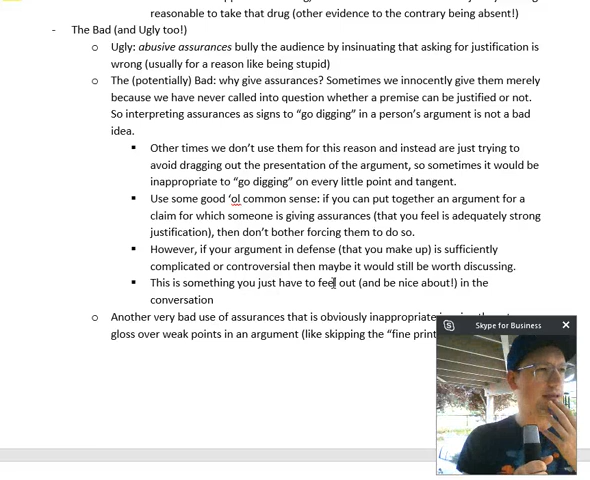 reasonable to take that drug (other evidence to the contrary being absent!)
- The Bad (and Ugly too!)
o Ugly: abusive assurances bully the audience by insinuating that asking for justification is
wrong (usually for a reason like being stupid)
o The (potentially) Bad: why give assurances? Sometimes we innocently give them merely
because we have never called into question whether a premise can be justified or not.
So interpreting assurances as signs to “go digging” in a person’s argument is not a bad
idea.
▪ Other times we don’t use them for this reason and instead are just trying to
avoid dragging out the presentation of the argument, so sometimes it would be
inappropriate to “go digging” on every little point and tangent.
▪ Use some good ‘ol common sense: if you can put together an argument for a
claim for which someone is giving assurances (that you feel is adequately strong
justification), then don’t bother forcing them to do so.
▪ However, if your argument in defense (that you make up) is sufficiently
complicated or controversial then maybe it would still be worth discussing.
▪ This is something you just have to feel out (and be nice about!) in the
conversation
o Another very bad use of assurances that is obviously inappropriate
gloss over weak points in an argument (like skipping the “fine print
Skype for Business